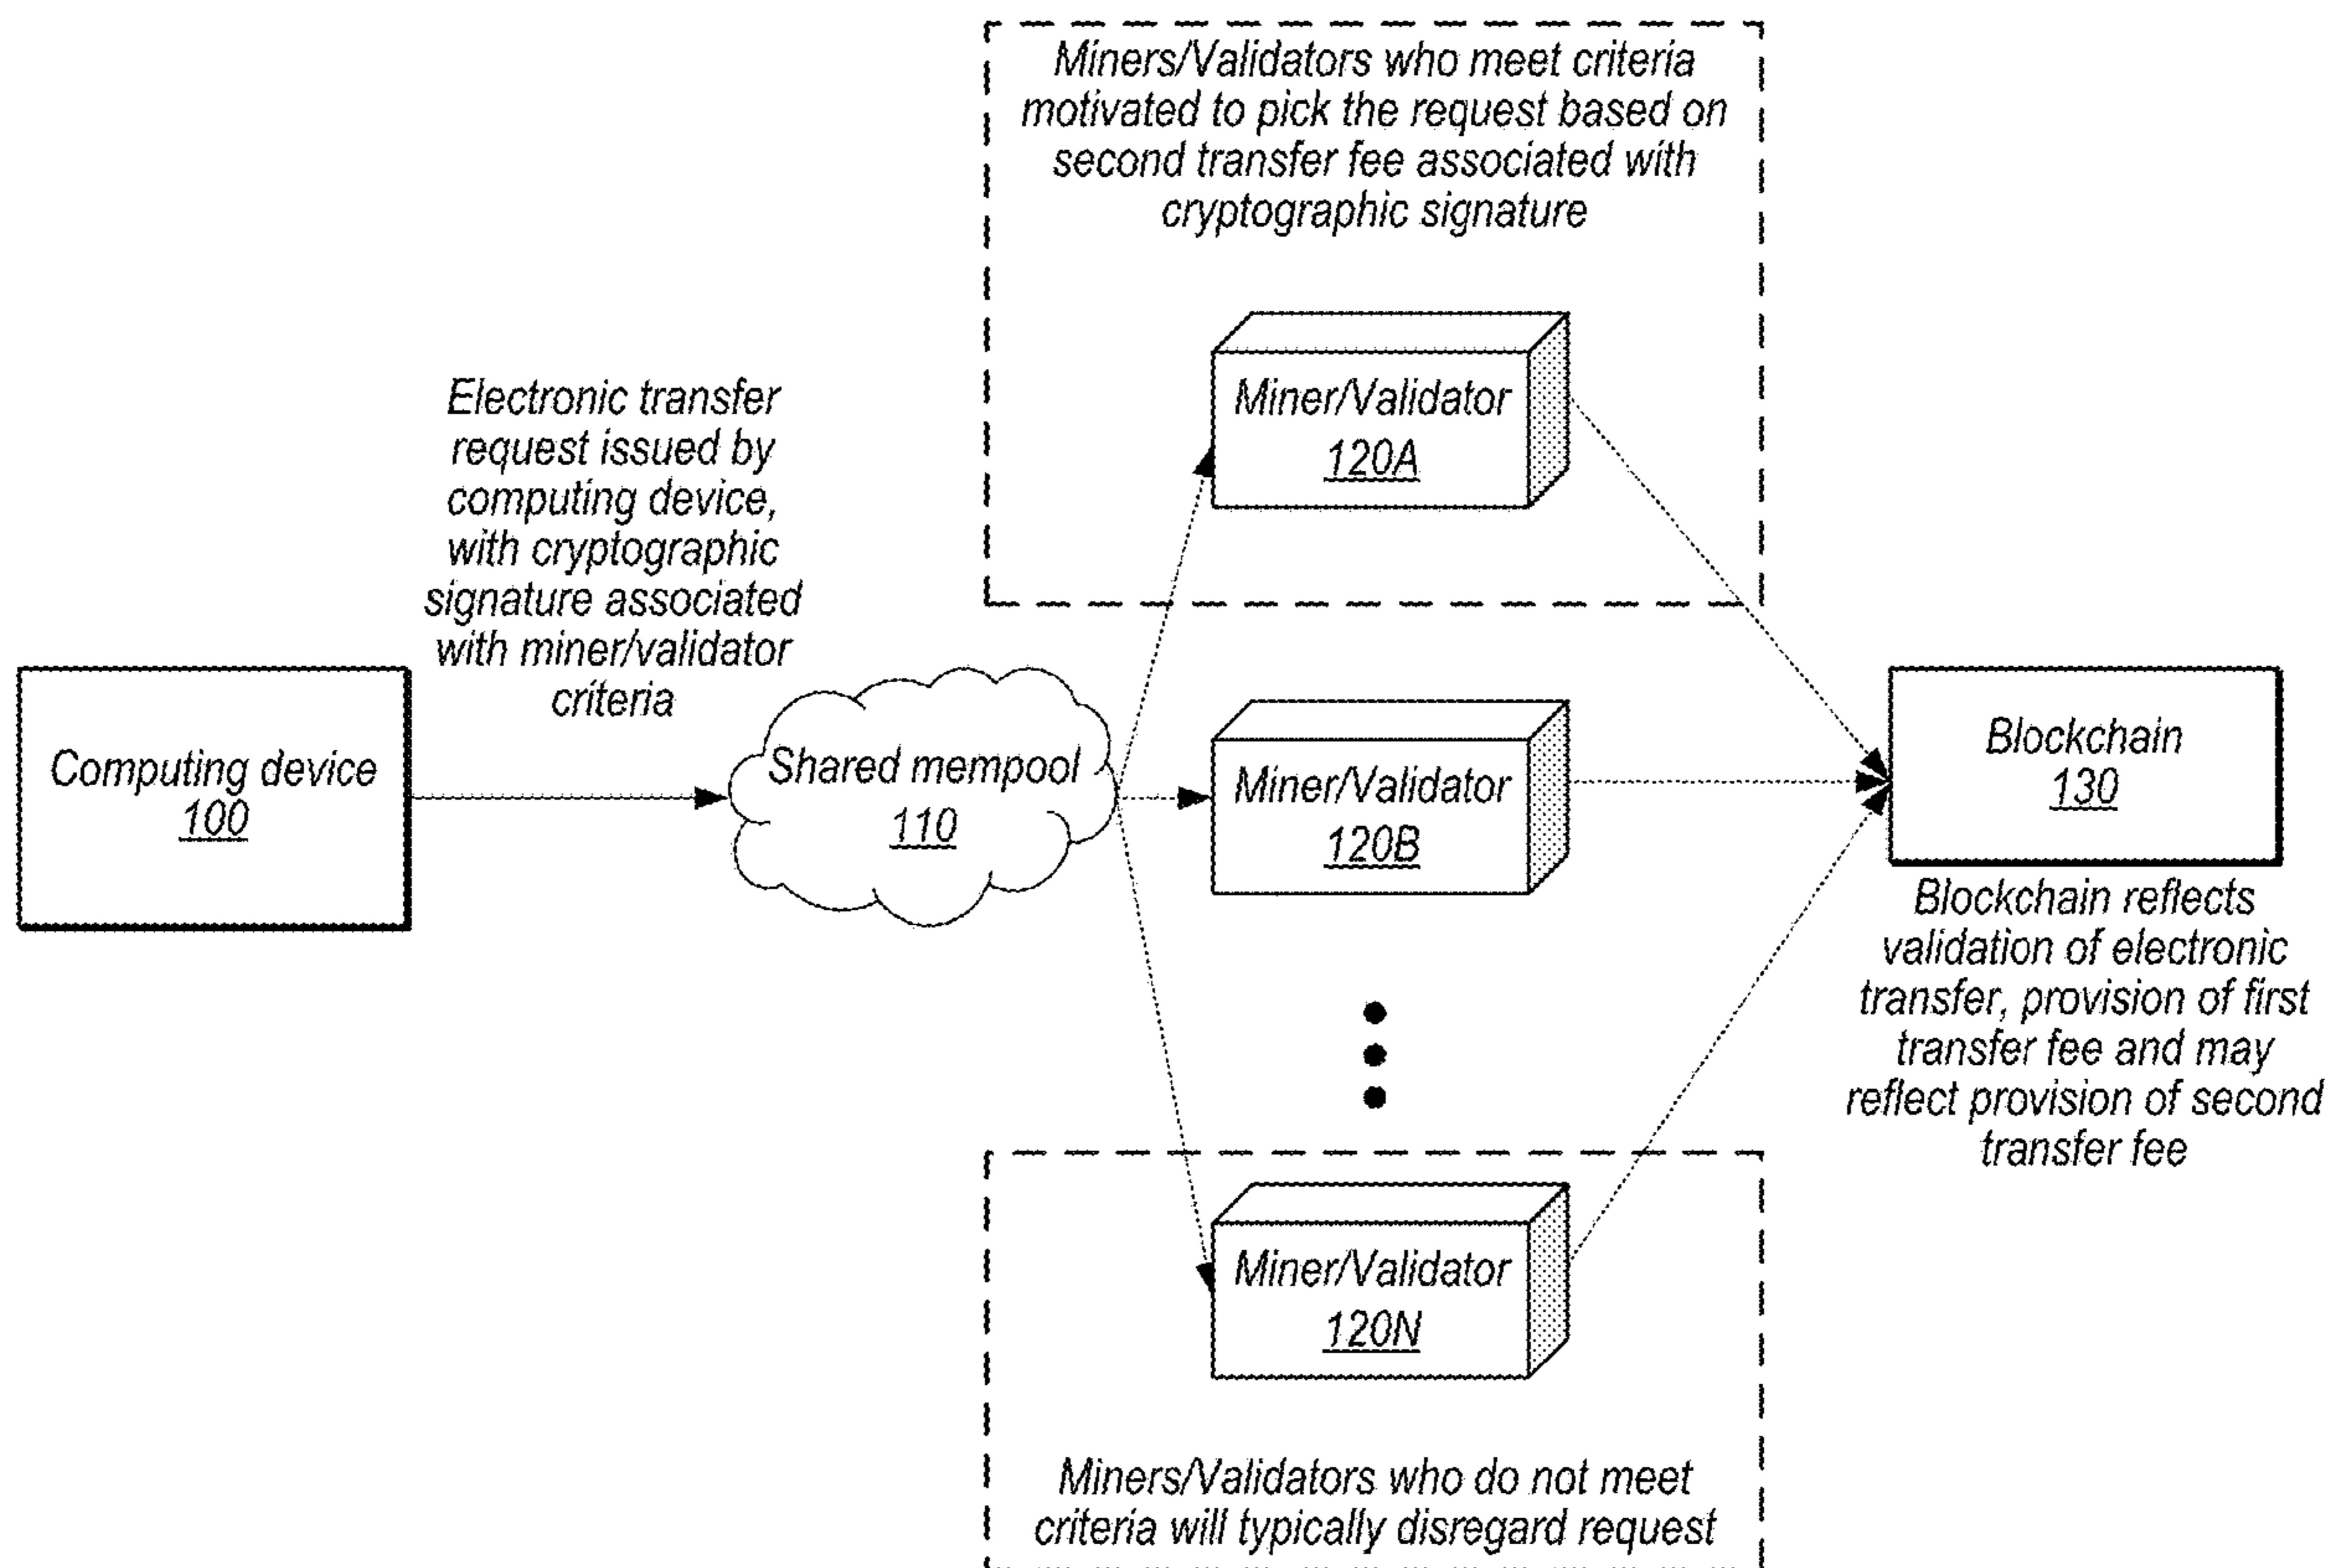 Miners/Validators who meet criteria
motivated to pick the request based on
second transfer fee associated with
cryptographic signature
Miner/Validator
120A
Electronic transfer
request issued by
computing device,
with cryptographic
signature associated
with miner/validator
criteria
Computing device
100
Shared mempool
110
Miner/Validator
120B
Blockchain
130
Blockchain reflects
validation of electronic
transfer, provision of first
transfer fee and may
reflect provision of second
transfer fee
Miner/Validator
120N
Miners/Validators who do not meet
criteria will typically disregard request